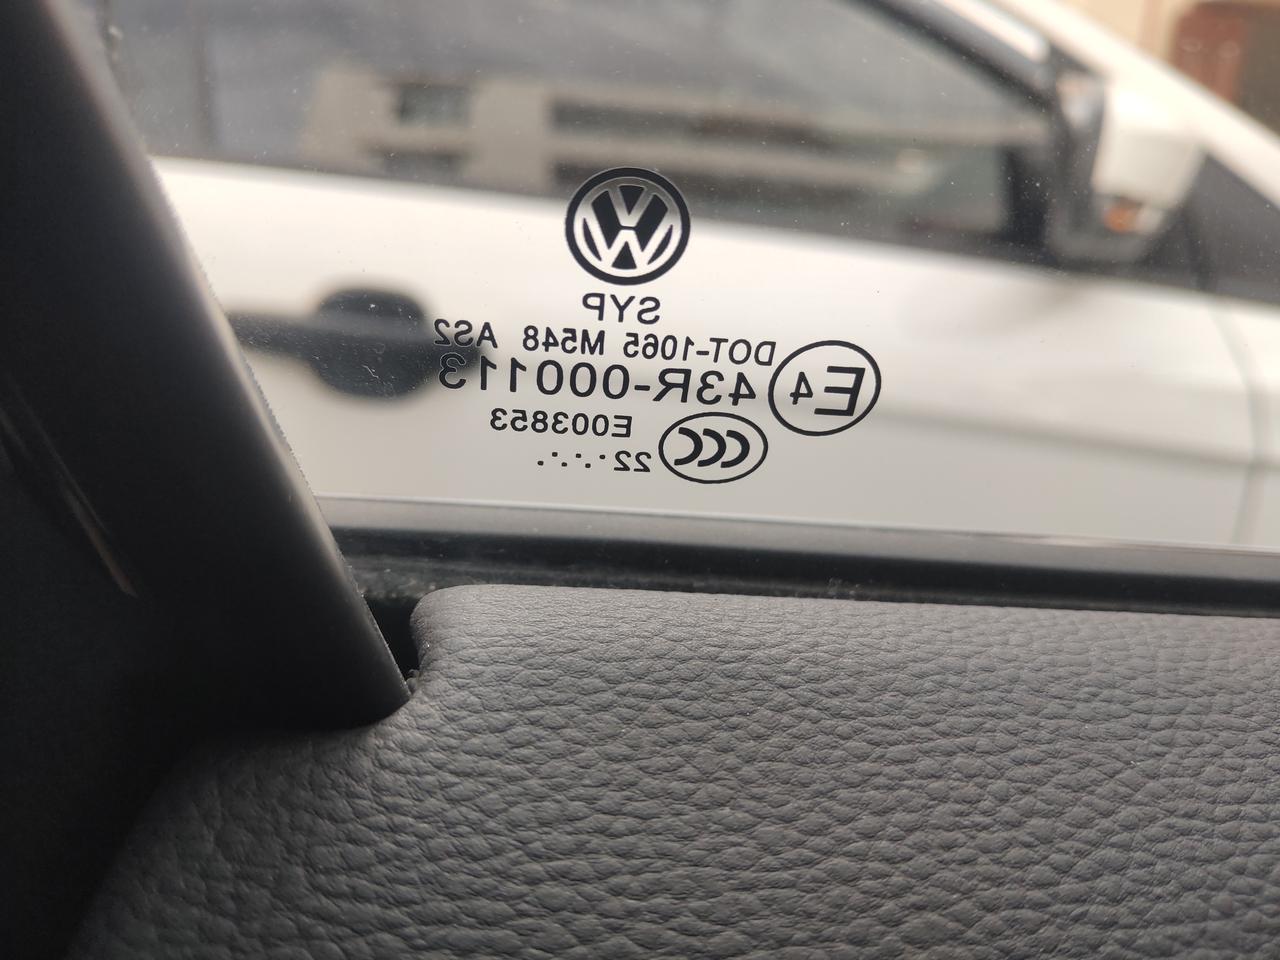 SYP
DOT-1065 M548 AS2
E4 43R-000113
CCC E003853
22.·.·.·.